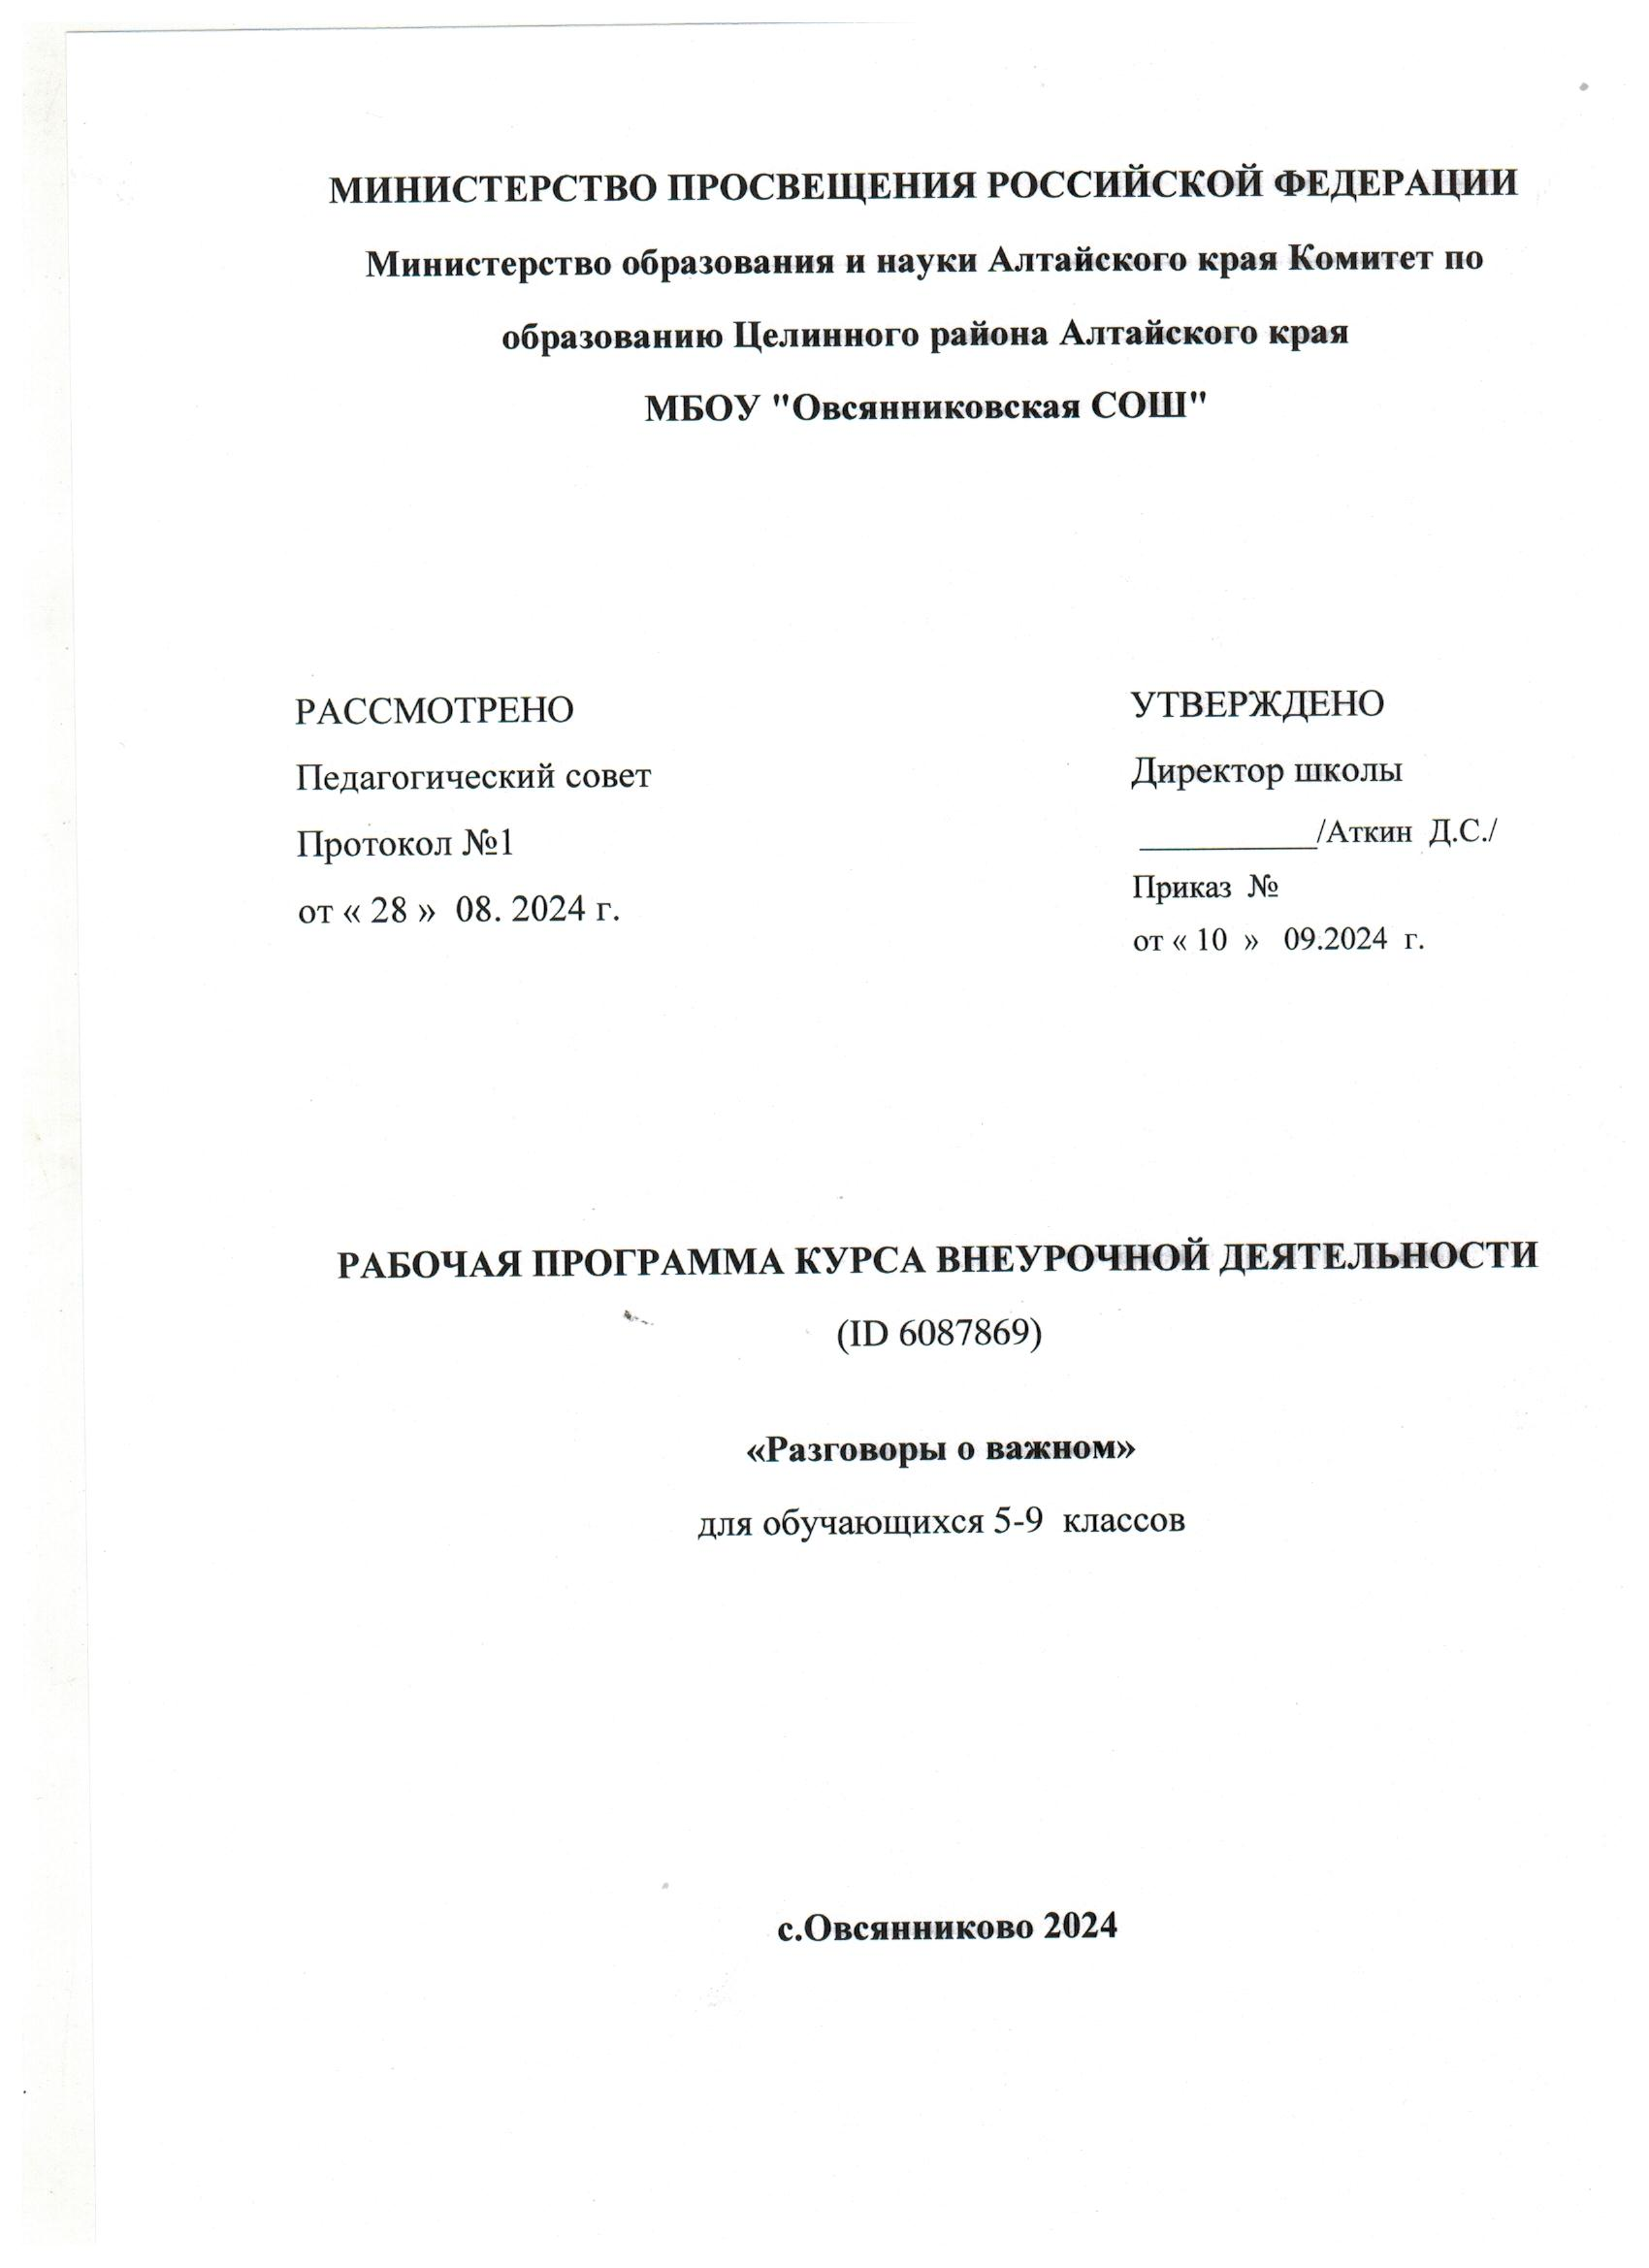 МИНИСТЕРСТВО ПРОСВЕЩЕНИЯ РОССИЙСКОЙ ФЕДЕРАЦИИ
Министерство образования и науки Алтайского края Комитет по
образованию Целинного района Алтайского края
МБОУ "Овсянниковская СОШ"
РАССМОТРЕНО
Педагогический совет
Протокол №1
от « 28 » 08. 2024 г.
УТВЕРЖДЕНО
Директор школы
___________/Аткин Д.С./
Приказ №
от « 10 » 09.2024 г.
РАБОЧАЯ ПРОГРАММА КУРСА ВНЕУРОЧНОЙ ДЕЯТЕЛЬНОСТИ
(ID 6087869)
«Разговоры о важном»
для обучающихся 5-9 классов
с.Овсянниково 2024